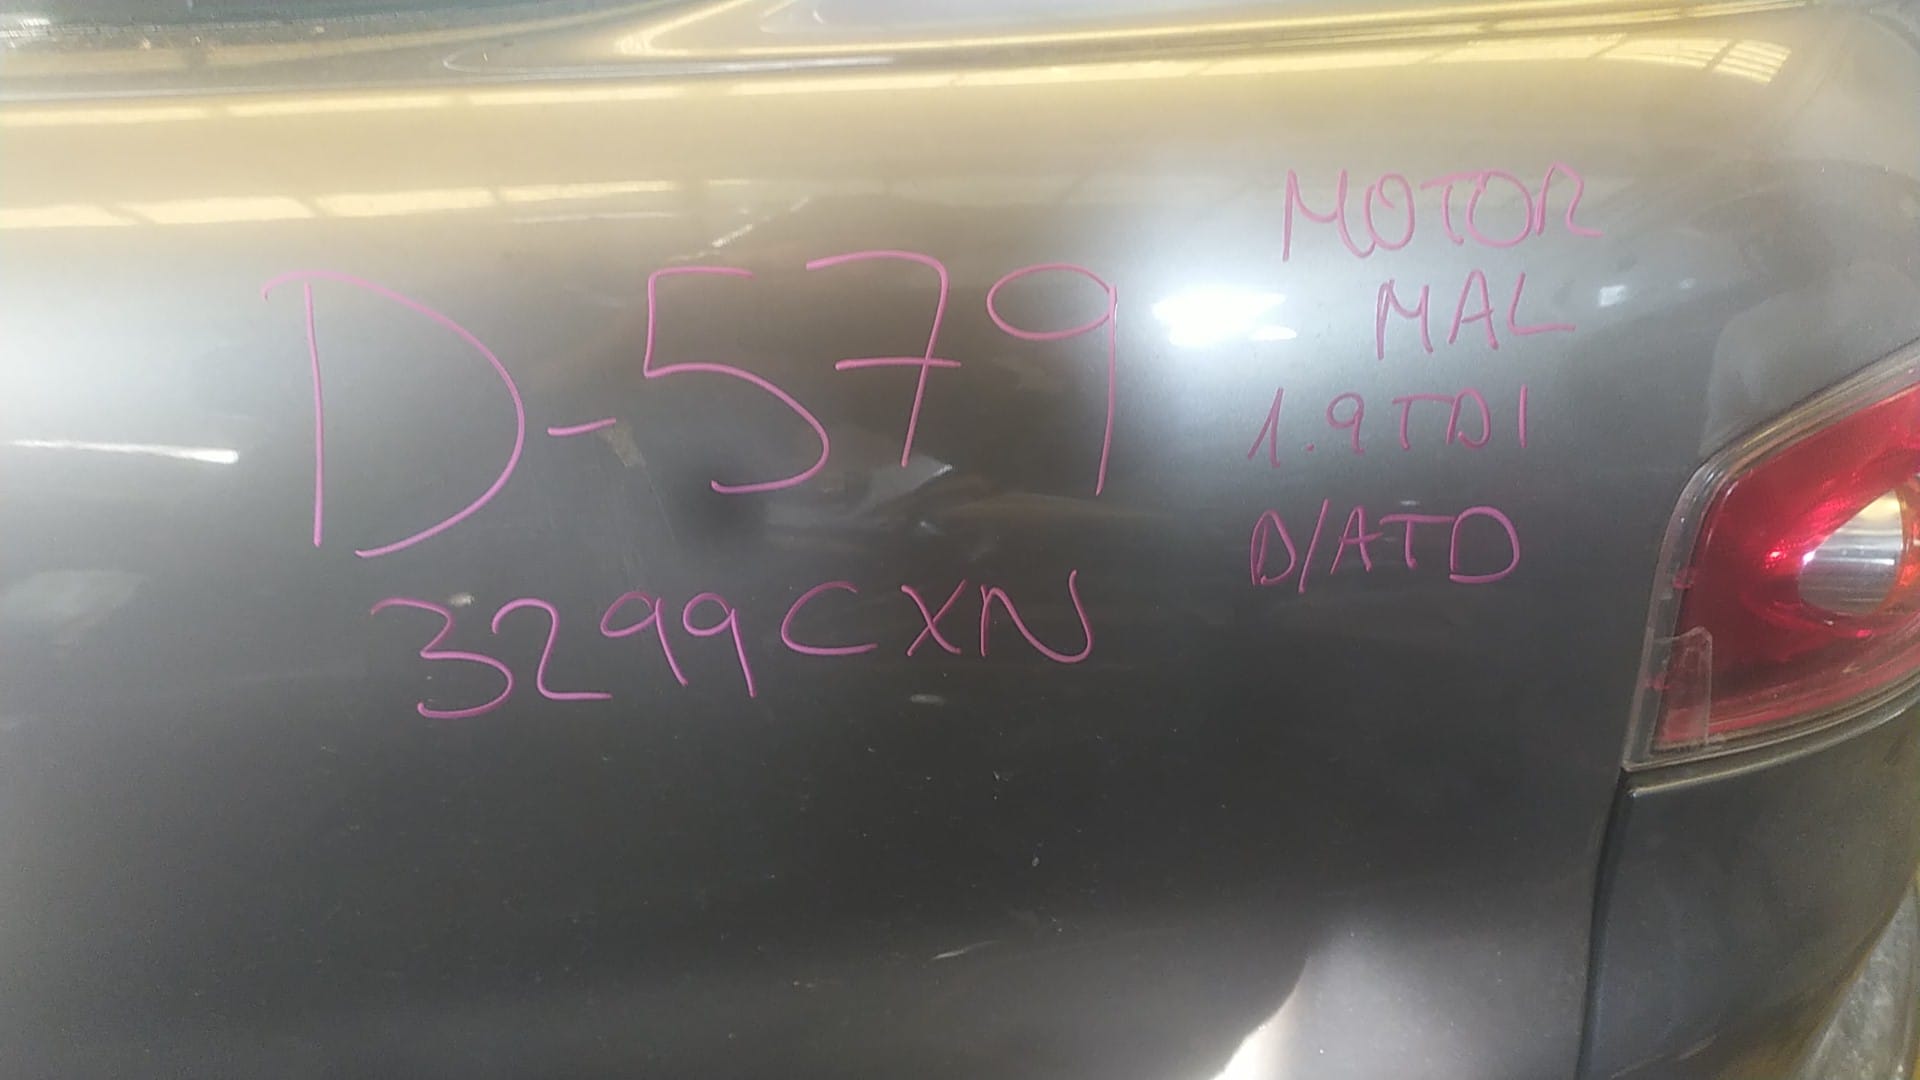 D-579
3299CXN
MOTOR
MAL
1.9TDI
D/ATD